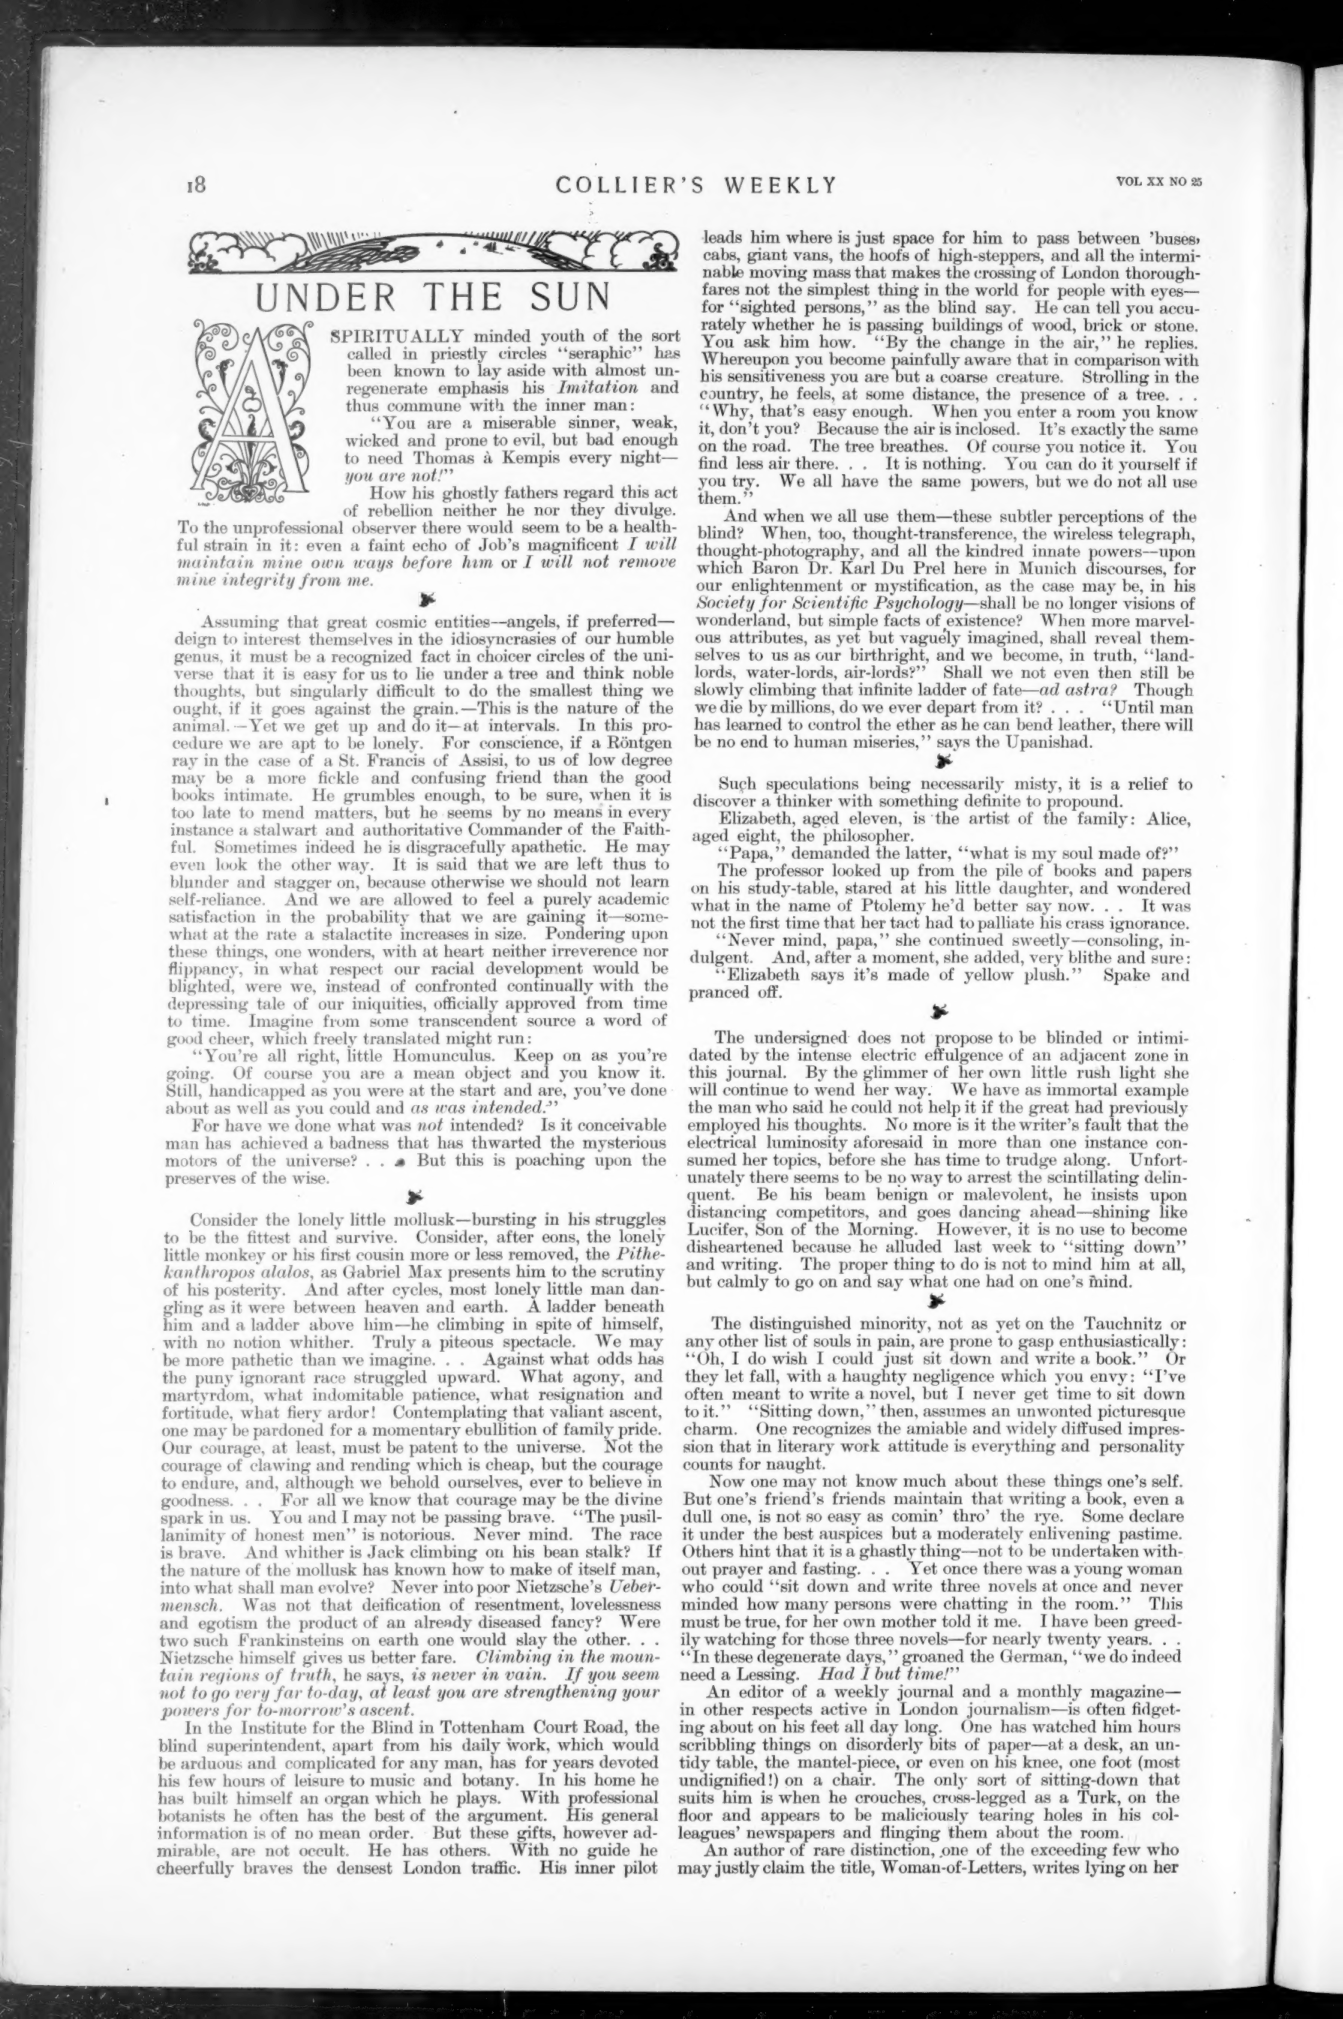 18
COLLIER'S WEEKLY
VOL XX NO 25
UNDER THE SUN
A SPIRITUALLY minded youth of the sort
called in priestly circles “seraphic” has
been known to lay aside with almost un-
regenerate emphasis his Imitation and
thus commune with the inner man:
“You are a miserable sinner, weak,
wicked and prone to evil, but bad enough
to need Thomas à Kempis every night—
you are not!”
How his ghostly fathers regard this act
of rebellion neither he nor they divulge.
To the unprofessional observer there would seem to be a health-
ful strain in it: even a faint echo of Job's magnificent I will
maintain mine own ways before him or I will not remove
mine integrity from me.
Assuming that great cosmic entities—angels, if preferred—
deign to interest themselves in the idiosyncrasies of our humble
genus, it must be a recognized fact in choicer circles of the uni-
verse that it is easy for us to lie under a tree and think noble
thoughts, but singularly difficult to do the smallest thing we
ought, if it goes against the grain.—This is the nature of the
animal.—Yet we get up and do it—at intervals. In this pro-
cedure we are apt to be lonely. For conscience, if a Röntgen
ray in the case of a St. Francis of Assisi, to us of low degree
may be a more fickle and confusing friend than the good
books intimate. He grumbles enough, to be sure, when it is
too late to mend matters, but he seems by no means in every
instance a stalwart and authoritative Commander of the Faith-
ful. Sometimes indeed he is disgracefully apathetic. He may
even look the other way. It is said that we are left thus to
blunder and stagger on, because otherwise we should not learn
self-reliance. And we are allowed to feel a purely academic
satisfaction in the probability that we are gaining it—some-
what at the rate a stalactite increases in size. Pondering upon
these things, one wonders, with at heart neither irreverence nor
flippancy, in what respect our racial development would be
blighted, were we, instead of confronted continually with the
depressing tale of our iniquities, officially approved from time
to time. Imagine from some transcendent source a word of
good cheer, which freely translated might run:
“You're all right, little Homunculus. Keep on as you're
going. Of course you are a mean object and you know it.
Still, handicapped as you were at the start and are, you've done
about as well as you could and as was intended.”
For have we done what was not intended? Is it conceivable
man has achieved a badness that has thwarted the mysterious
motors of the universe? . . . But this is poaching upon the
preserves of the wise.
Consider the lonely little mollusk—bursting in his struggles
to be the fittest and survive. Consider, after eons, the lonely
little monkey or his first cousin more or less removed, the Pithe-
kanthropos alalos, as Gabriel Max presents him to the scrutiny
of his posterity. And after cycles, most lonely little man dan-
gling as it were between heaven and earth. A ladder beneath
him and a ladder above him—he climbing in spite of himself,
with no notion whither. Truly a piteous spectacle. We may
be more pathetic than we imagine. . . Against what odds has
the puny ignorant race struggled upward. What agony, and
martyrdom, what indomitable patience, what resignation and
fortitude, what fiery ardor! Contemplating that valiant ascent,
one may be pardoned for a momentary ebullition of family pride.
Our courage, at least, must be patent to the universe. Not the
courage of clawing and rending which is cheap, but the courage
to endure, and, although we behold ourselves, ever to believe in
goodness. . . For all we know that courage may be the divine
spark in us. You and I may not be passing brave. “The pusil-
lanimity of honest men” is notorious. Never mind. The race
is brave. And whither is Jack climbing on his bean stalk? If
the nature of the mollusk has known how to make of itself man,
into what shall man evolve? Never into poor Nietzsche's Ueber-
mensch. Was not that deification of resentment, lovelessness
and egotism the product of an already diseased fancy? Were
two such Frankinsteins on earth one would slay the other. . .
Nietzsche himself gives us better fare. Climbing in the moun-
tain regions of truth, he says, is never in vain. If you seem
not to go very far to-day, at least you are strengthening your
powers for to-morrow's ascent.
In the Institute for the Blind in Tottenham Court Road, the
blind superintendent, apart from his daily work, which would
be arduous and complicated for any man, has for years devoted
his few hours of leisure to music and botany. In his home he
has built himself an organ which he plays. With professional
botanists he often has the best of the argument. His general
information is of no mean order. But these gifts, however ad-
mirable, are not occult. He has others. With no guide he
cheerfully braves the densest London traffic. His inner pilot
leads him where is just space for him to pass between 'buses,
cabs, giant vans, the hoofs of high-steppers, and all the intermi-
nable moving mass that makes the crossing of London thorough-
fares not the simplest thing in the world for people with eyes—
for “sighted persons,” as the blind say. He can tell you accu-
rately whether he is passing buildings of wood, brick or stone.
You ask him how. “By the change in the air,” he replies.
Whereupon you become painfully aware that in comparison with
his sensitiveness you are but a coarse creature. Strolling in the
country, he feels, at some distance, the presence of a tree. . .
“Why, that's easy enough. When you enter a room you know
it, don't you? Because the air is inclosed. It's exactly the same
on the road. The tree breathes. Of course you notice it. You
find less air there. . . It is nothing. You can do it yourself if
you try. We all have the same powers, but we do not all use
them.”
And when we all use them—these subtler perceptions of the
blind? When, too, thought-transference, the wireless telegraph,
thought-photography, and all the kindred innate powers—upon
which Baron Dr. Karl Du Prel here in Munich discourses, for
our enlightenment or mystification, as the case may be, in his
Society for Scientific Psychology—shall be no longer visions of
wonderland, but simple facts of existence? When more marvel-
ous attributes, as yet but vaguely imagined, shall reveal them-
selves to us as our birthright, and we become, in truth, “land-
lords, water-lords, air-lords?” Shall we not even then still be
slowly climbing that infinite ladder of fate—ad astra? Though
we die by millions, do we ever depart from it? . . . “Until man
has learned to control the ether as he can bend leather, there will
be no end to human miseries,” says the Upanishad.
Such speculations being necessarily misty, it is a relief to
discover a thinker with something definite to propound.
Elizabeth, aged eleven, is the artist of the family: Alice,
aged eight, the philosopher.
“Papa,” demanded the latter, “what is my soul made of?”
The professor looked up from the pile of books and papers
on his study-table, stared at his little daughter, and wondered
what in the name of Ptolemy he'd better say now. . . It was
not the first time that her tact had to palliate his crass ignorance.
“Never mind, papa,” she continued sweetly—consoling, in-
dulgent. And, after a moment, she added, very blithe and sure:
“Elizabeth says it's made of yellow plush.” Spake and
pranced off.
The undersigned does not propose to be blinded or intimi-
dated by the intense electric effulgence of an adjacent zone in
this journal. By the glimmer of her own little rush light she
will continue to wend her way. We have as immortal example
the man who said he could not help it if the great had previously
employed his thoughts. No more is it the writer's fault that the
electrical luminosity aforesaid in more than one instance con-
sumed her topics, before she has time to trudge along. Unfort-
unately there seems to be no way to arrest the scintillating delin-
quent. Be his beam benign or malevolent, he insists upon
distancing competitors, and goes dancing ahead—shining like
Lucifer, Son of the Morning. However, it is no use to become
disheartened because he alluded last week to “sitting down”
and writing. The proper thing to do is not to mind him at all,
but calmly to go on and say what one had on one's mind.
The distinguished minority, not as yet on the Tauchnitz or
any other list of souls in pain, are prone to gasp enthusiastically:
“Oh, I do wish I could just sit down and write a book.” Or
they let fall, with a haughty negligence which you envy: “I've
often meant to write a novel, but I never get time to sit down
to it.” “Sitting down,” then, assumes an unwonted picturesque
charm. One recognizes the amiable and widely diffused impres-
sion that in literary work attitude is everything and personality
counts for naught.
Now one may not know much about these things one's self.
But one's friend's friends maintain that writing a book, even a
dull one, is not so easy as comin' thro' the rye. Some declare
it under the best auspices but a moderately enlivening pastime.
Others hint that it is a ghastly thing—not to be undertaken with-
out prayer and fasting. . . Yet once there was a young woman
who could “sit down and write three novels at once and never
minded how many persons were chatting in the room.” This
must be true, for her own mother told it me. I have been greed-
ily watching for those three novels—for nearly twenty years. . .
“In these degenerate days,” groaned the German, “we do indeed
need a Lessing. Had I but time!”
An editor of a weekly journal and a monthly magazine—
in other respects active in London journalism—is often fidget-
ing about on his feet all day long. One has watched him hours
scribbling things on disorderly bits of paper—at a desk, an un-
tidy table, the mantel-piece, or even on his knee, one foot (most
undignified!) on a chair. The only sort of sitting-down that
suits him is when he crouches, cross-legged as a Turk, on the
floor and appears to be maliciously tearing holes in his col-
leagues' newspapers and flinging them about the room.
An author of rare distinction, one of the exceeding few who
may justly claim the title, Woman-of-Letters, writes lying on her